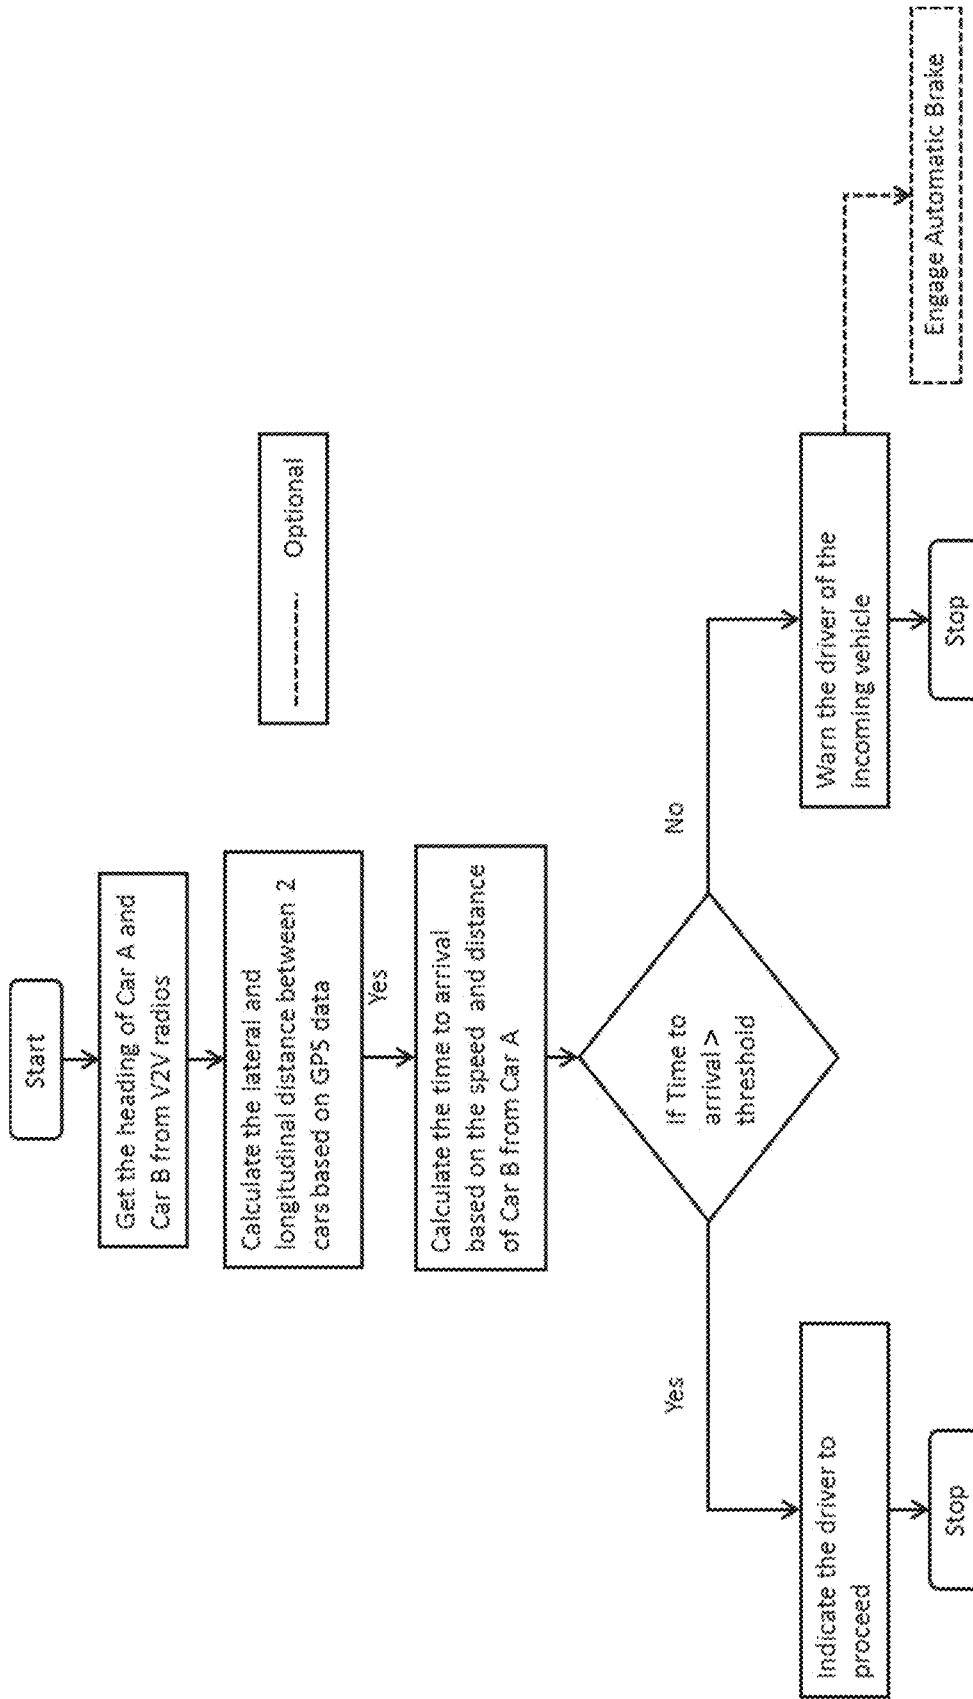 Start
Get the heading of Car A and
Car B from V2V radios
Calculate the lateral and
longitudinal distance between 2
cars based on GPS data
Optional
Yes
Calculate the time to arrival
based on the speed and distance
of Car B from Car A
If Time to
arrival >
threshold
Yes
No
Indicate the driver to
proceed
Warn the driver of the
incoming vehicle
Engage Automatic Brake
Stop
Stop